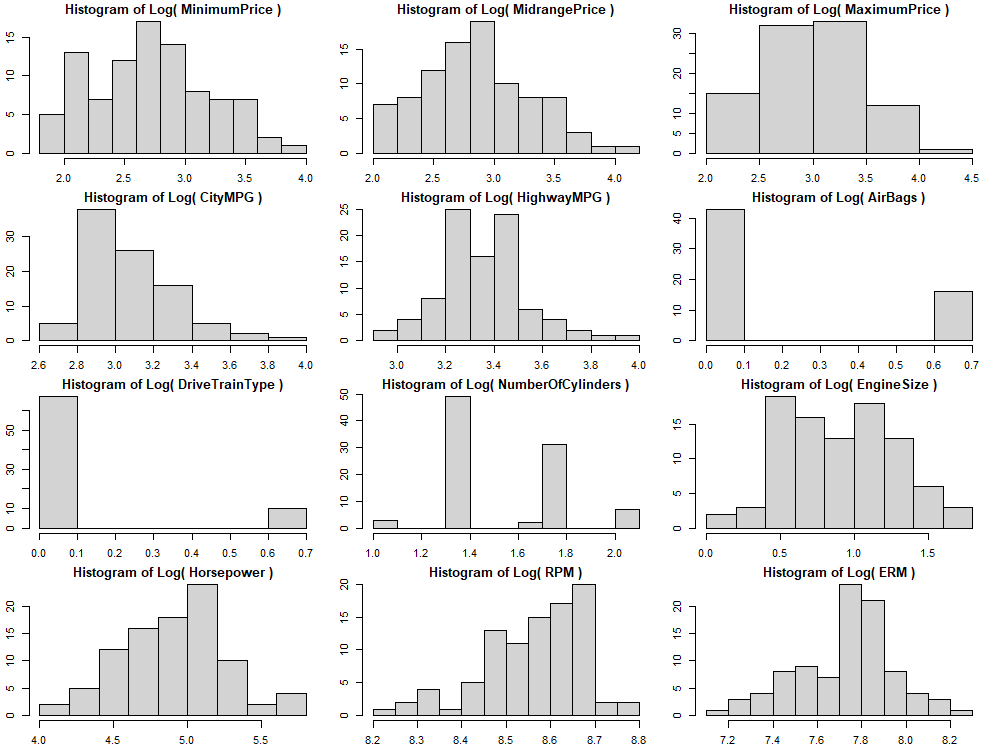 Histogram of Log( MinimumPrice )
0 5 10 15
2.0 2.5 3.0 3.5 4.0
Histogram of Log( MidrangePrice )
0 5 10 15
2.0 2.5 3.0 3.5 4.0
Histogram of Log( MaximumPrice )
0 5 10 20 30
2.0 2.5 3.0 3.5 4.0 4.5
Histogram of Log( CityMPG )
0 10 20 30
2.6 2.8 3.0 3.2 3.4 3.6 3.8 4.0
Histogram of Log( HighwayMPG )
0 5 10 15 20 25
3.0 3.2 3.4 3.6 3.8 4.0
Histogram of Log( AirBags )
0 10 20 30 40
0.0 0.1 0.2 0.3 0.4 0.5 0.6 0.7
Histogram of Log( DriveTrainType )
0 10 30 50
0.0 0.1 0.2 0.3 0.4 0.5 0.6 0.7
Histogram of Log( NumberOfCylinders )
0 10 20 30 40 50
1.0 1.2 1.4 1.6 1.8 2.0
Histogram of Log( EngineSize )
0 5 10 15
0.0 0.5 1.0 1.5
Histogram of Log( Horsepower )
0 5 10 15 20
4.0 4.5 5.0 5.5
Histogram of Log( RPM )
0 5 10 15 20
8.2 8.3 8.4 8.5 8.6 8.7 8.8
Histogram of Log( ERM )
0 5 10 15 20
7.2 7.4 7.6 7.8 8.0 8.2